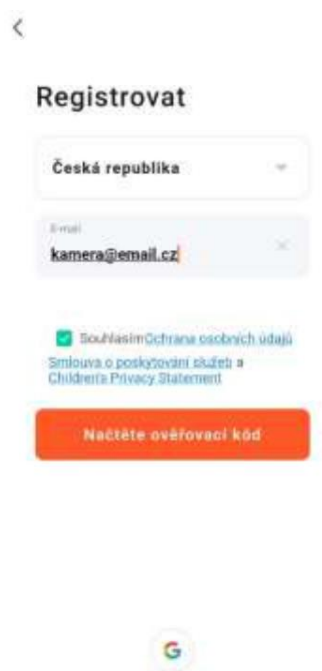 Registrovat
Česká republika
E-mail
kamera@email.cz
SouhlasímOchrana osobních údajů
Smlouva o poskytování služeb a
Children's Privacy Statement
Načtěte ověřovací kód